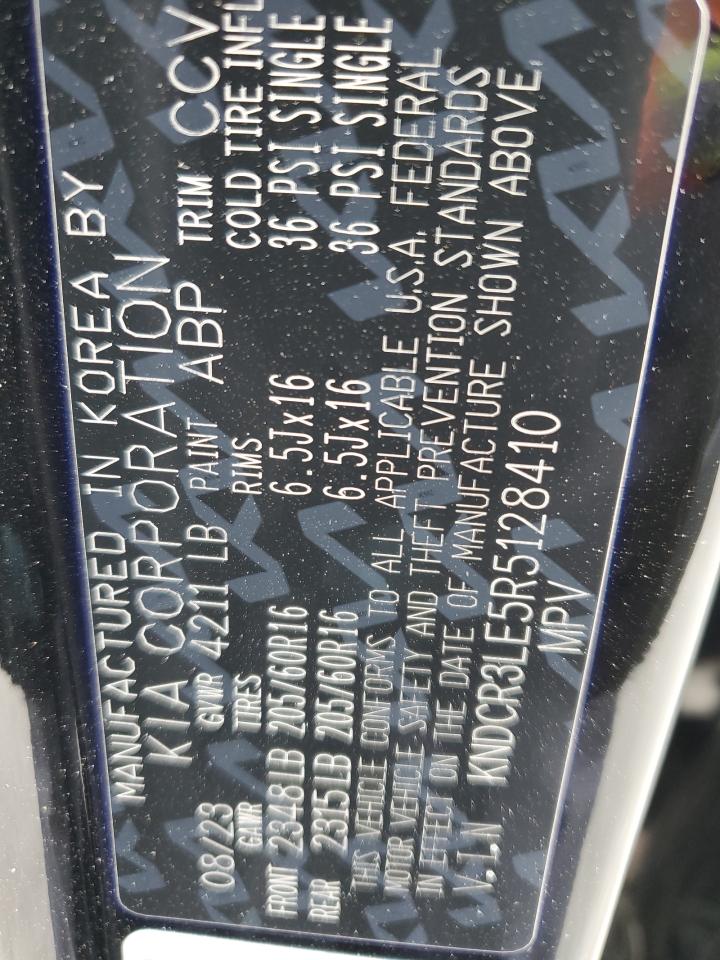 MANUFACTURED IN KOREA BY
KIA CORPORATION
08/23 GVWR 4211 LB PAINT ABP TRIM CCV
GAWR TIRES RIMS COLD TIRE
FRONT 2348 LB 205/60R16 6.5Jx16 36 PSI SINGLE
REAR 2315LB 205/60R16 6.5Jx16 36 PSI SINGLE
THIS VEHICLE CONFORMS TO ALL APPLICABLE U.S.A. FEDERAL
MOTOR VEHICLE SAFETY AND THEFT PREVENTION STANDARDS
IN EFFECT ON THE DATE OF MANUFACTURE SHOWN ABOVE.
V.I.N KNDCR3LE5R5128410
MPV